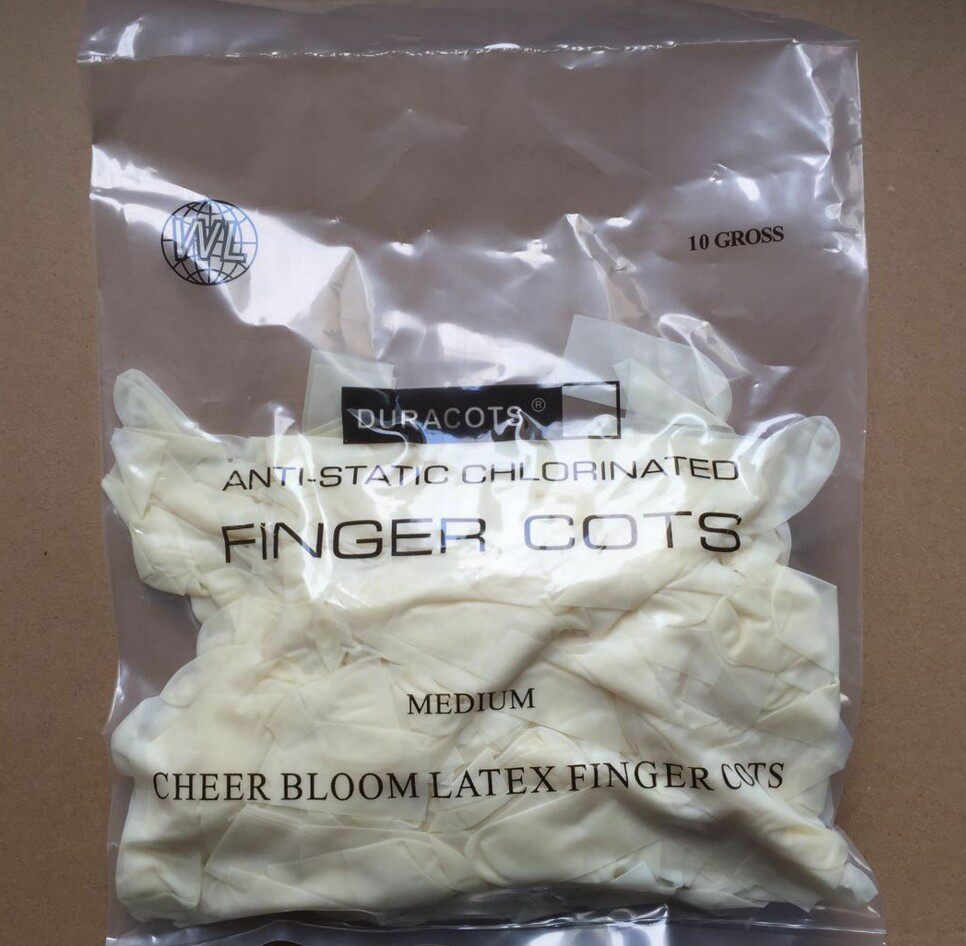 WL
10 GROSS
DURACOTS®
ANTI-STATIC CHLORINATED
FINGER COTS
MEDIUM
CHEER BLOOM LATEX FINGER COTS